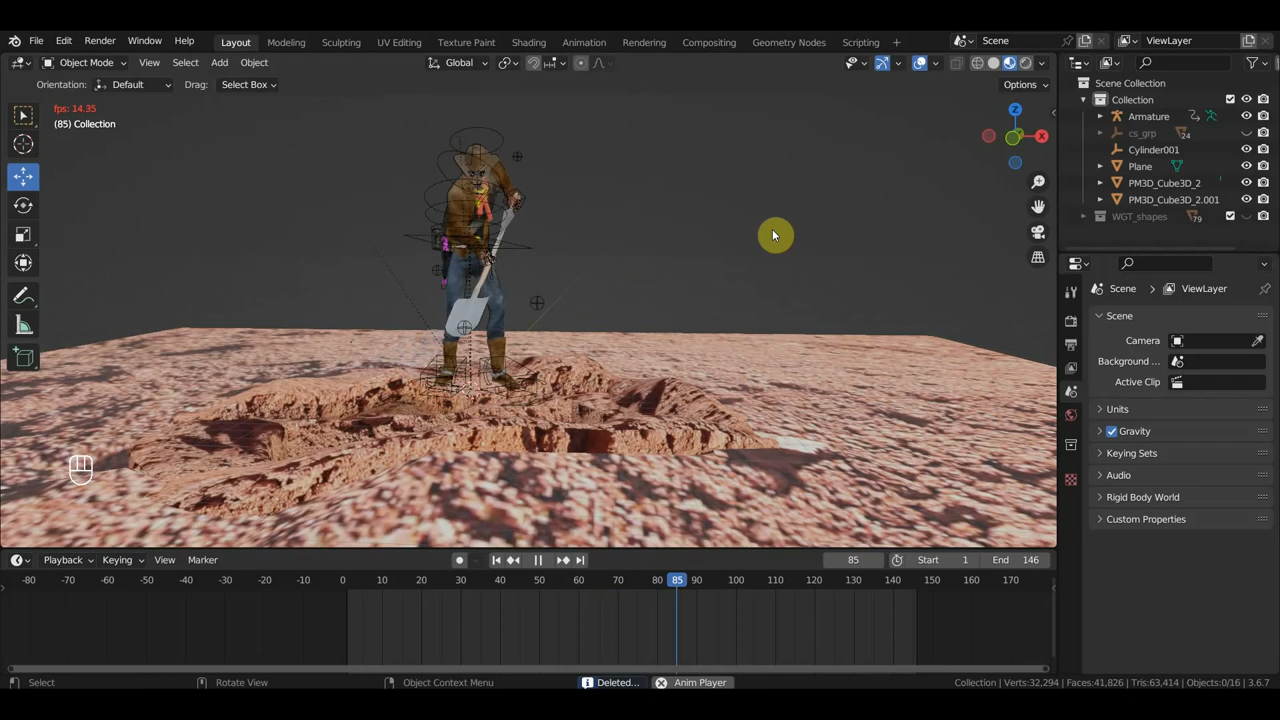 File Edit Render Window Help Layout Modeling Sculpting UV Editing Texture Paint Shading Animation Rendering Compositing Geometry Nodes Scripting + Scene ViewLayer
Object Mode View Select Add Object Global
Orientation: Default Drag: Select Box Options
fps: 14.35
(85) Collection
Z
X
Scene Collection
Collection
Armature
cs_grp 24
Cylinder001
Plane
PM3D_Cube3D_2
PM3D_Cube3D_2.001
WGT_shapes 79
Scene ViewLayer
Scene
Camera
Background ...
Active Clip
Units
Gravity
Keying Sets
Audio
Rigid Body World
Custom Properties
Playback Keying View Marker 85 Start 1 End 146
-80 -70 -60 -50 -40 -30 -20 -10 0 10 20 30 40 50 60 70 80 85 90 100 110 120 130 140 150 160 170
Select Rotate View Object Context Menu Deleted... Anim Player Collection | Verts:32,294 | Faces:41,826 | Tris:63,414 | Objects:0/16 | 3.6.7